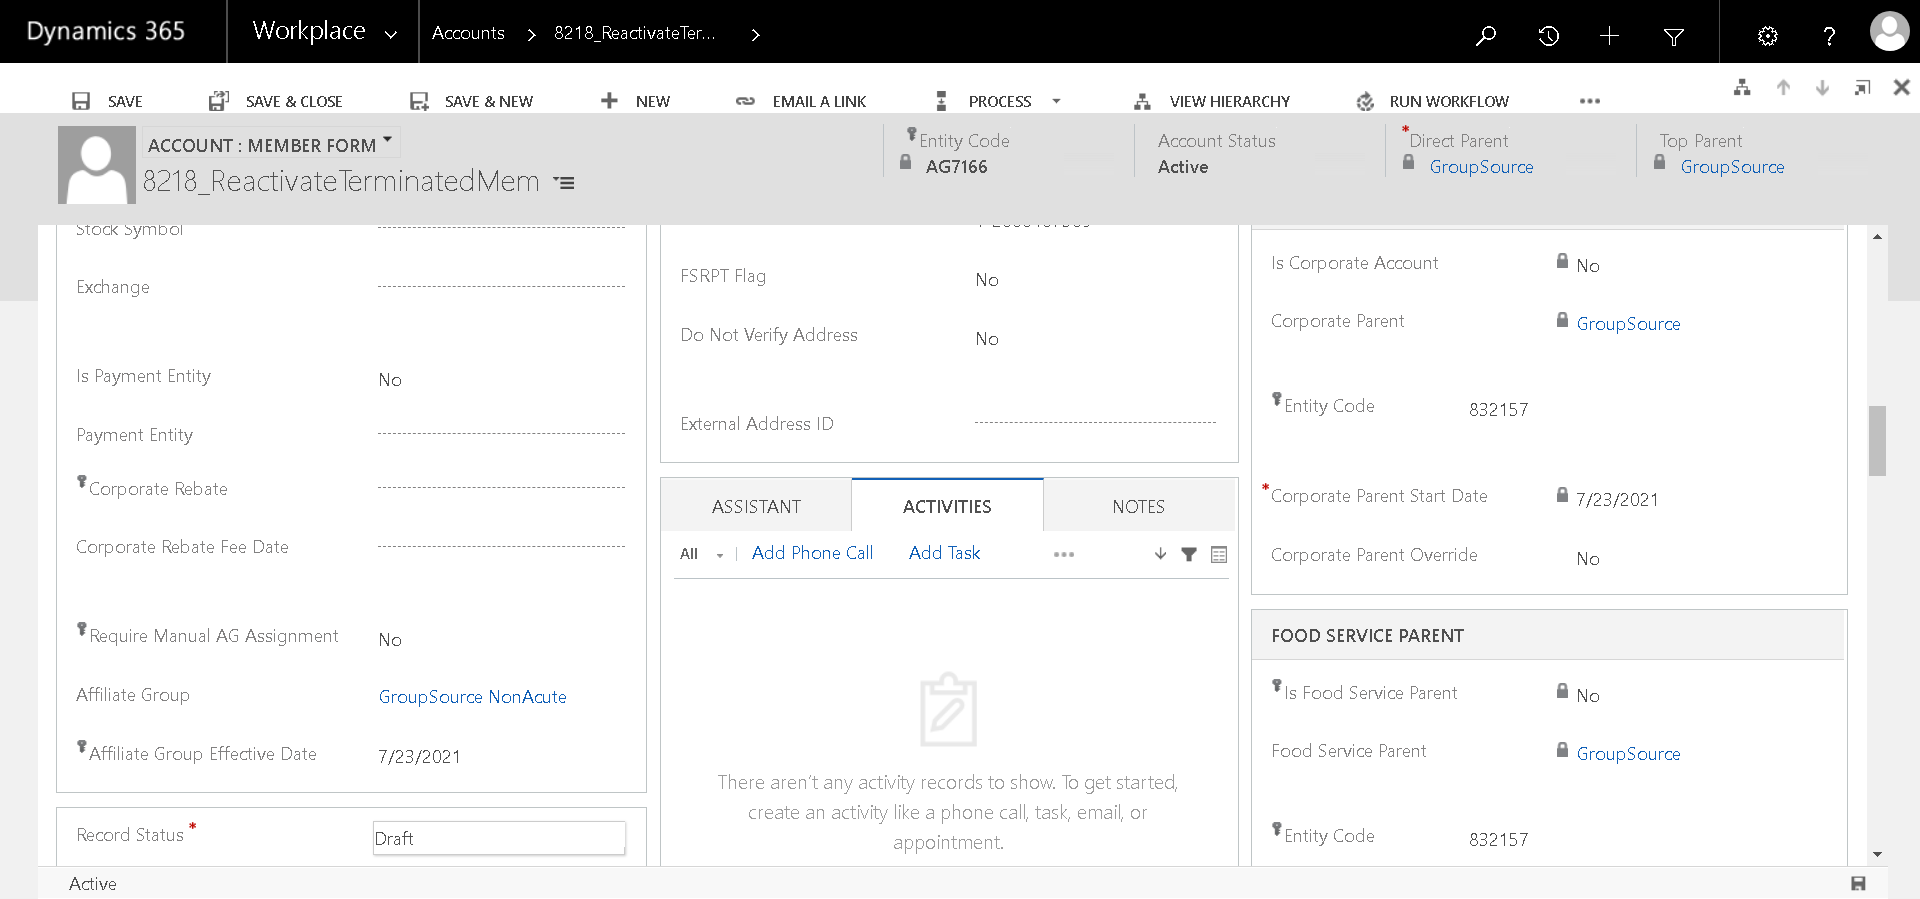 Dynamics 365
Workplace
Accounts
8218_ReactivateTer...
SAVE
SAVE & CLOSE
SAVE & NEW
NEW
EMAIL A LINK
PROCESS
VIEW HIERARCHY
RUN WORKFLOW
ACCOUNT : MEMBER FORM
8218_ReactivateTerminatedMem
Entity Code
AG7166
Account Status
Active
*Direct Parent
GroupSource
Top Parent
GroupSource
Stock Symbol
Exchange
Is Payment Entity
No
Payment Entity
Corporate Rebate
Corporate Rebate Fee Date
Require Manual AG Assignment
No
Affiliate Group
GroupSource NonAcute
Affiliate Group Effective Date
7/23/2021
Record Status *
Draft
FSRPT Flag
No
Do Not Verify Address
No
External Address ID
ASSISTANT
ACTIVITIES
NOTES
All
Add Phone Call
Add Task
There aren't any activity records to show. To get started,
create an activity like a phone call, task, email, or
appointment.
Is Corporate Account
No
Corporate Parent
GroupSource
Entity Code
832157
*Corporate Parent Start Date
7/23/2021
Corporate Parent Override
No
FOOD SERVICE PARENT
Is Food Service Parent
No
Food Service Parent
GroupSource
Entity Code
832157
Active